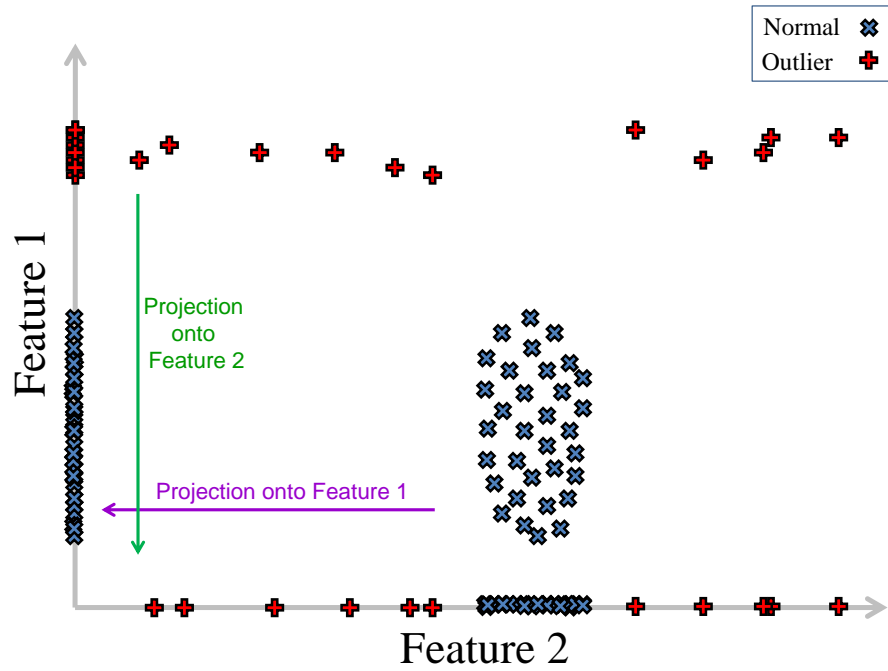 Normal
Outlier
Feature 1
Projection
onto
Feature 2
Projection onto Feature 1
Feature 2